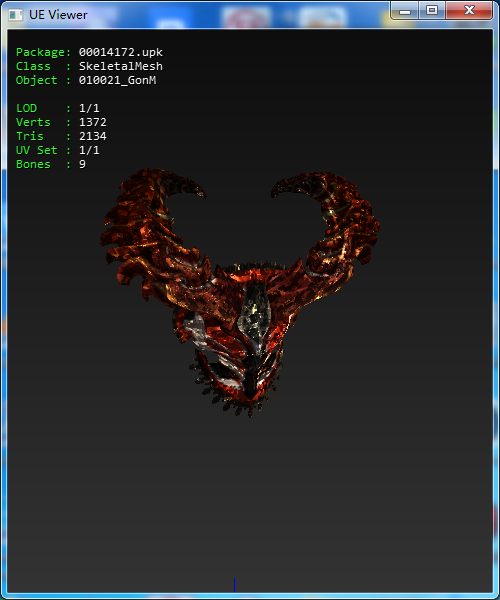 UE Viewer
Package: 00014172.upk
Class : SkeletalMesh
Object : 010021_GonM
LOD : 1/1
Verts : 1372
Tris : 2134
UV Set : 1/1
Bones : 9